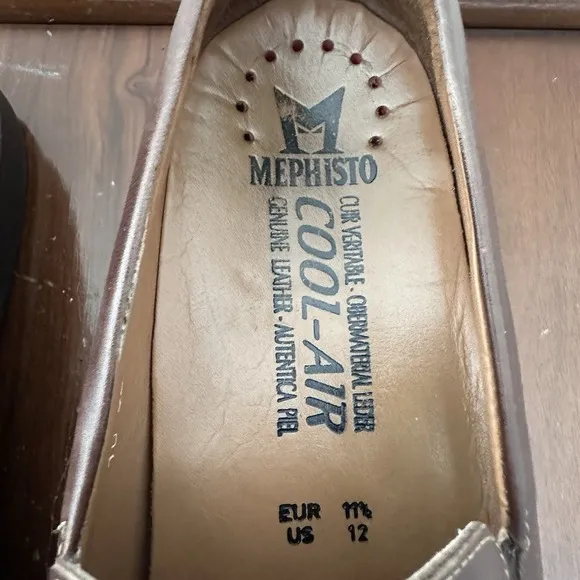 MEPHISTO
CUIR VERITABLE · OBERMATERIAL LEDER
COOL-AIR
GENUINE LEATHER · AUTENTICA PIEL
EUR 11½
US 12